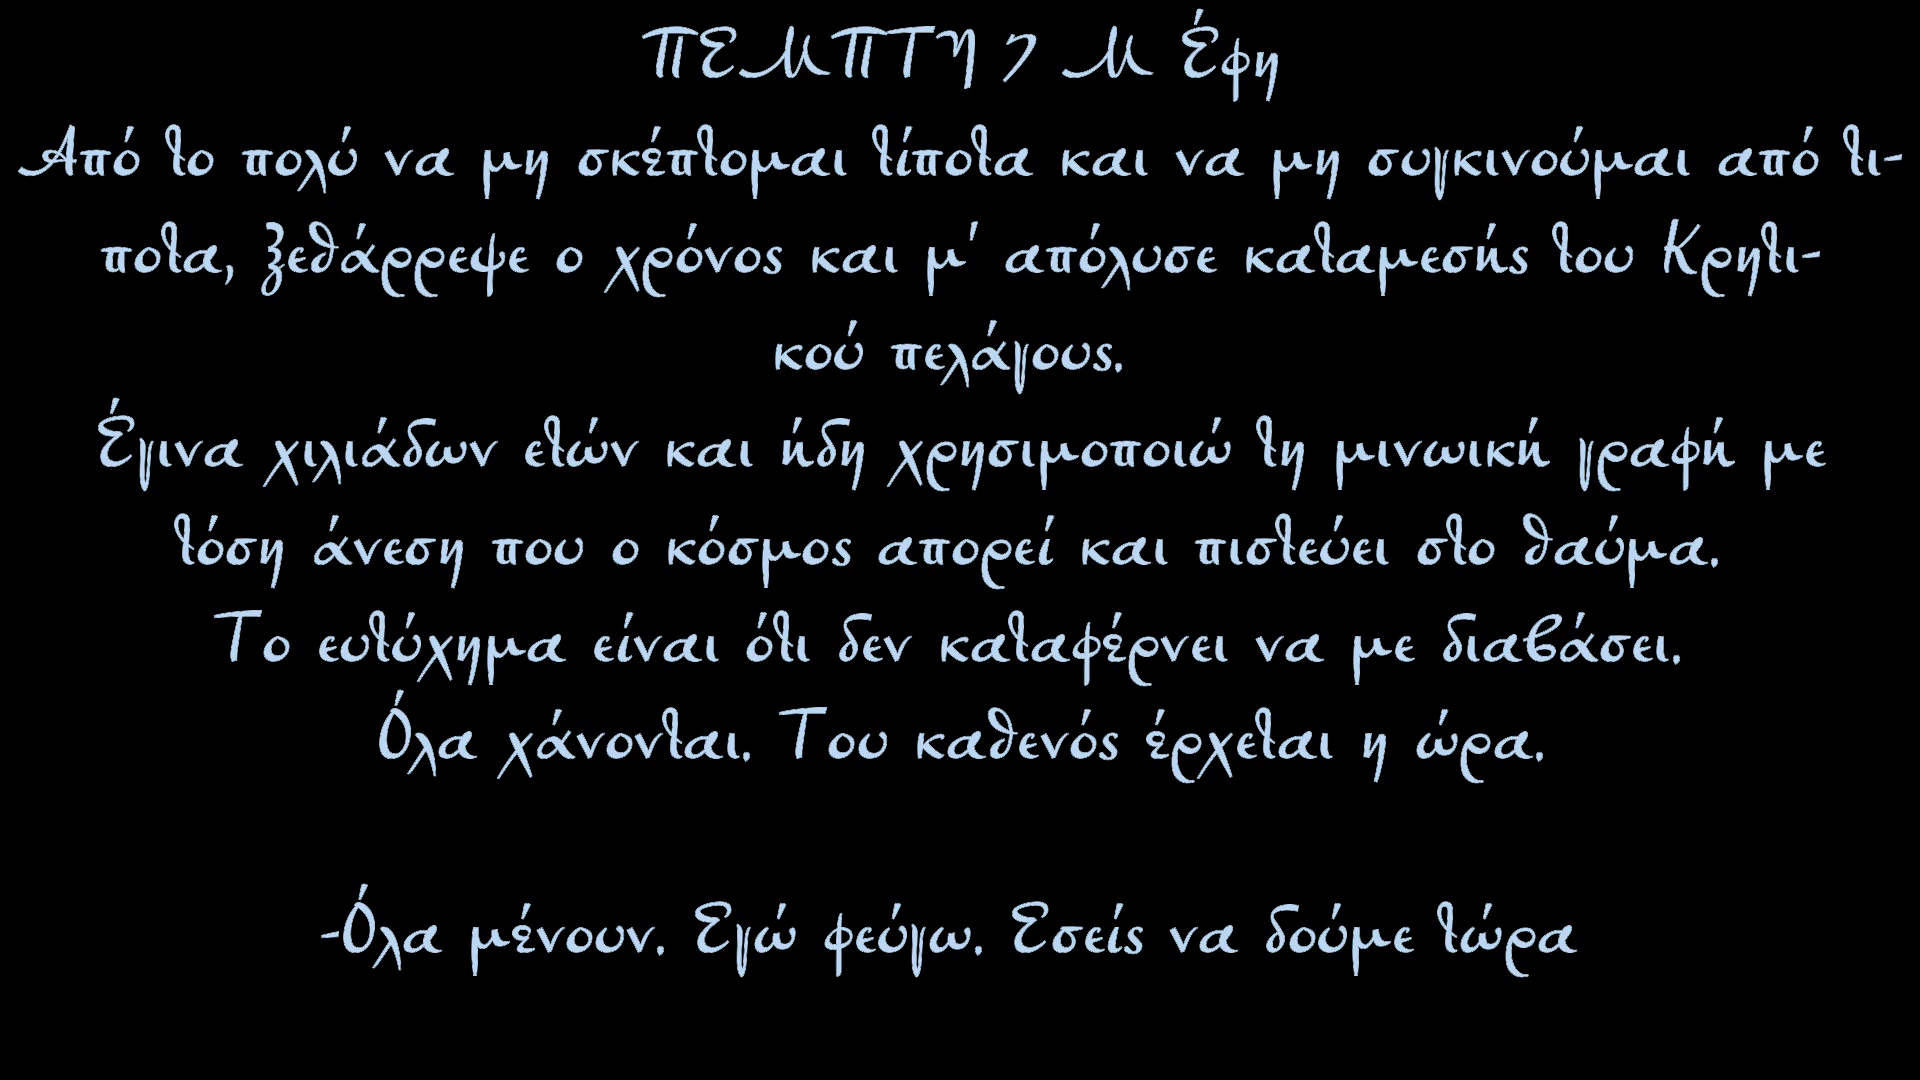 ΠΕΜΠΤΗ 7 Μ Έφη
Από το πολύ να μη σκέπτομαι τίποτα και να μη συγκινούμαι από τί-
ποτα, ξεθάρρεψε ο χρόνος και μ' απόλυσε καταμεσής του Κρητι-
κού πελάγους.
Έγινα χιλιάδων ετών και ήδη χρησιμοποιώ τη μινωική γραφή με
τόση άνεση που ο κόσμος απορεί και πιστεύει στο θαύμα.
Το ευτύχημα είναι ότι δεν καταφέρνει να με διαβάσει.
Όλα χάνονται. Του καθενός έρχεται η ώρα.
-Όλα μένουν. Εγώ φεύγω. Εσείς να δούμε τώρα